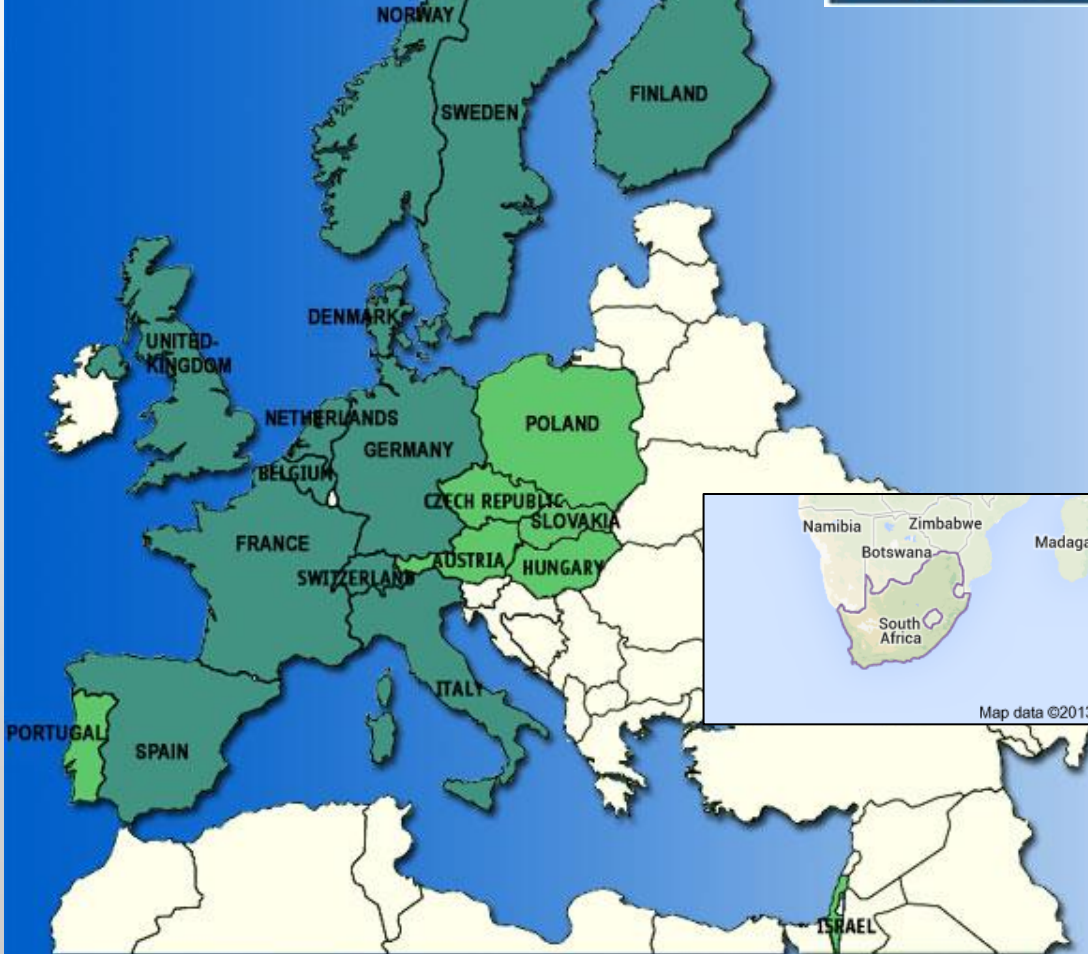 NORWAY
SWEDEN
FINLAND
DENMARK
UNITED-
KINGDOM
NETHERLANDS
GERMANY
POLAND
BELGIUM
CZECH REPUBLIC
SLOVAKIA
FRANCE
SWITZERLAND
AUSTRIA
HUNGARY
ITALY
PORTUGAL
SPAIN
ISRAEL
Namibia
Zimbabwe
Botswana
Madaga
South
Africa
Map data ©2013